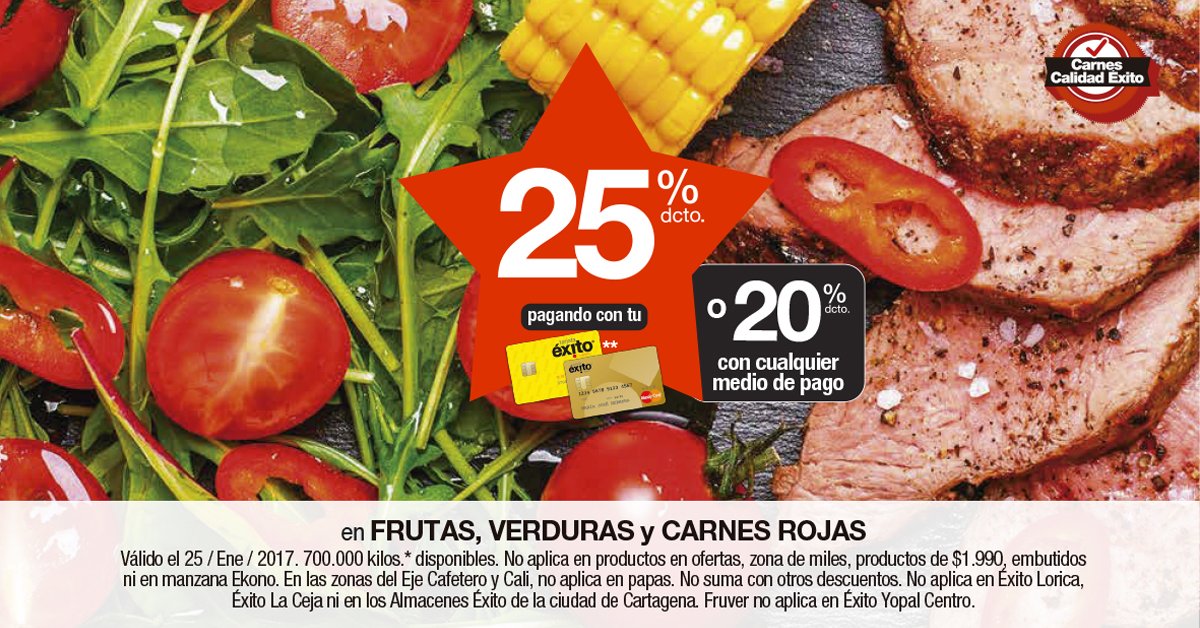 Carnes
Calidad Exito
25% dcto.
pagando con tu
éxito
**
éxito
o 20% dcto.
con cualquier
medio de pago
en FRUTAS, VERDURAS y CARNES ROJAS
Válido el 25 / Ene / 2017. 700.000 kilos.* disponibles. No aplica en productos en ofertas, zona de miles, productos de $1.990, embutidos
ni en manzana Ekono. En las zonas del Eje Cafetero y Cali, no aplica en papas. No suma con otros descuentos. No aplica en Éxito Lorica,
Éxito La Ceja ni en los Almacenes Éxito de la ciudad de Cartagena. Fruver no aplica en Éxito Yopal Centro.